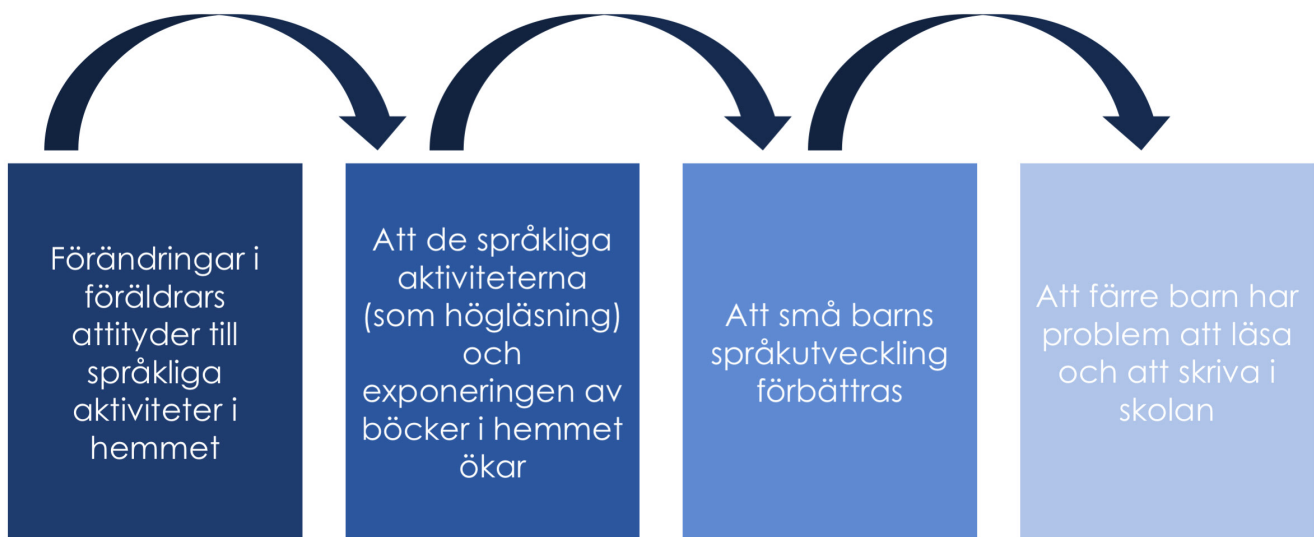 Förändringar i
föräldrars
attityder till
språkliga
aktiviteter i
hemmet
Att de språkliga
aktiviteterna
(som högläsning)
och
exponeringen av
böcker i hemmet
ökar
Att små barns
språkutveckling
förbättras
Att färre barn har
problem att läsa
och att skriva i
skolan